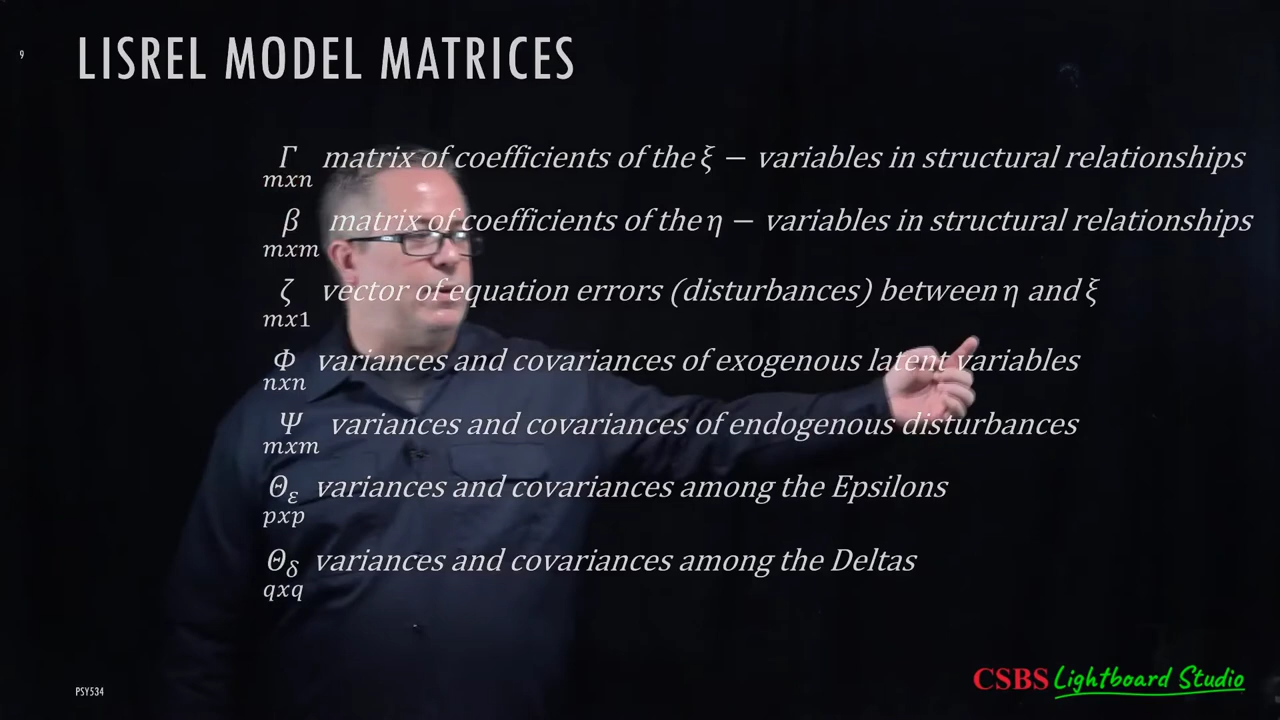 9
LISREL MODEL MATRICES
Γ matrix of coefficients of the ξ − variables in structural relationships
mxn
β matrix of coefficients of the η − variables in structural relationships
mxm
ζ vector of equation errors (disturbances) between η and ξ
mx1
Φ variances and covariances of exogenous latent variables
nxn
Ψ variances and covariances of endogenous disturbances
mxm
Θε variances and covariances among the Epsilons
pxp
Θδ variances and covariances among the Deltas
qxq
PSY534
CSBS Lightboard Studio